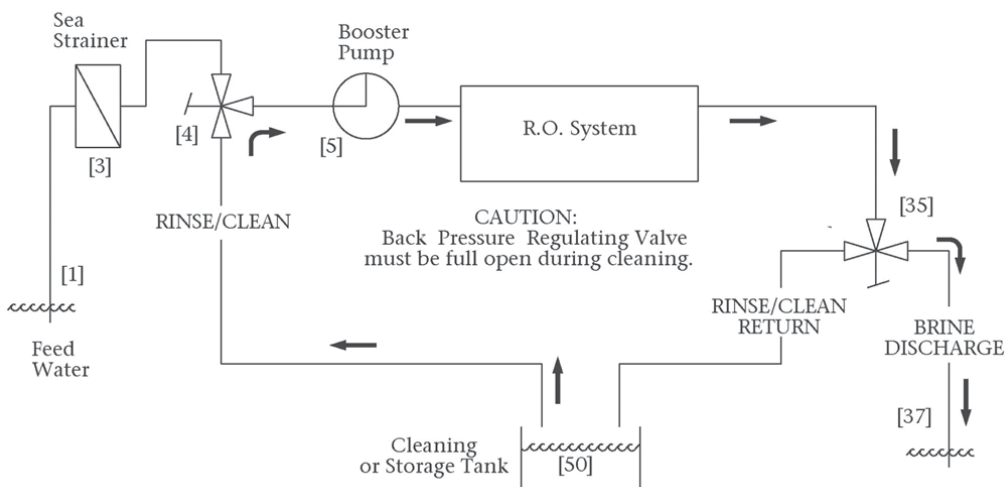 Sea
Strainer
Booster
Pump
[4]
[5]
[3]
R.O. System
RINSE/CLEAN
CAUTION:
Back Pressure Regulating Valve
must be full open during cleaning.
[35]
[1]
RINSE/CLEAN
RETURN
BRINE
DISCHARGE
Feed
Water
[37]
Cleaning
or Storage Tank
[50]